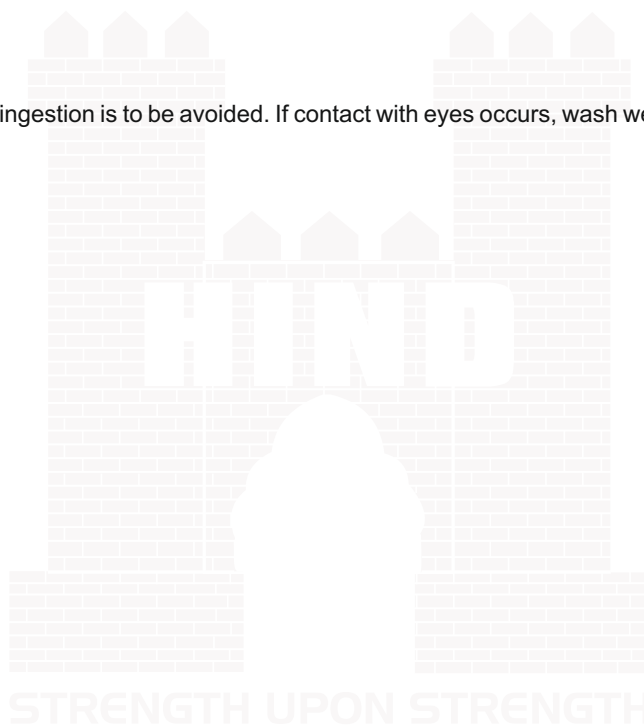 ingestion is to be avoided. If contact with eyes occurs, wash we
HIND
STRENGTH UPON STRENGTH